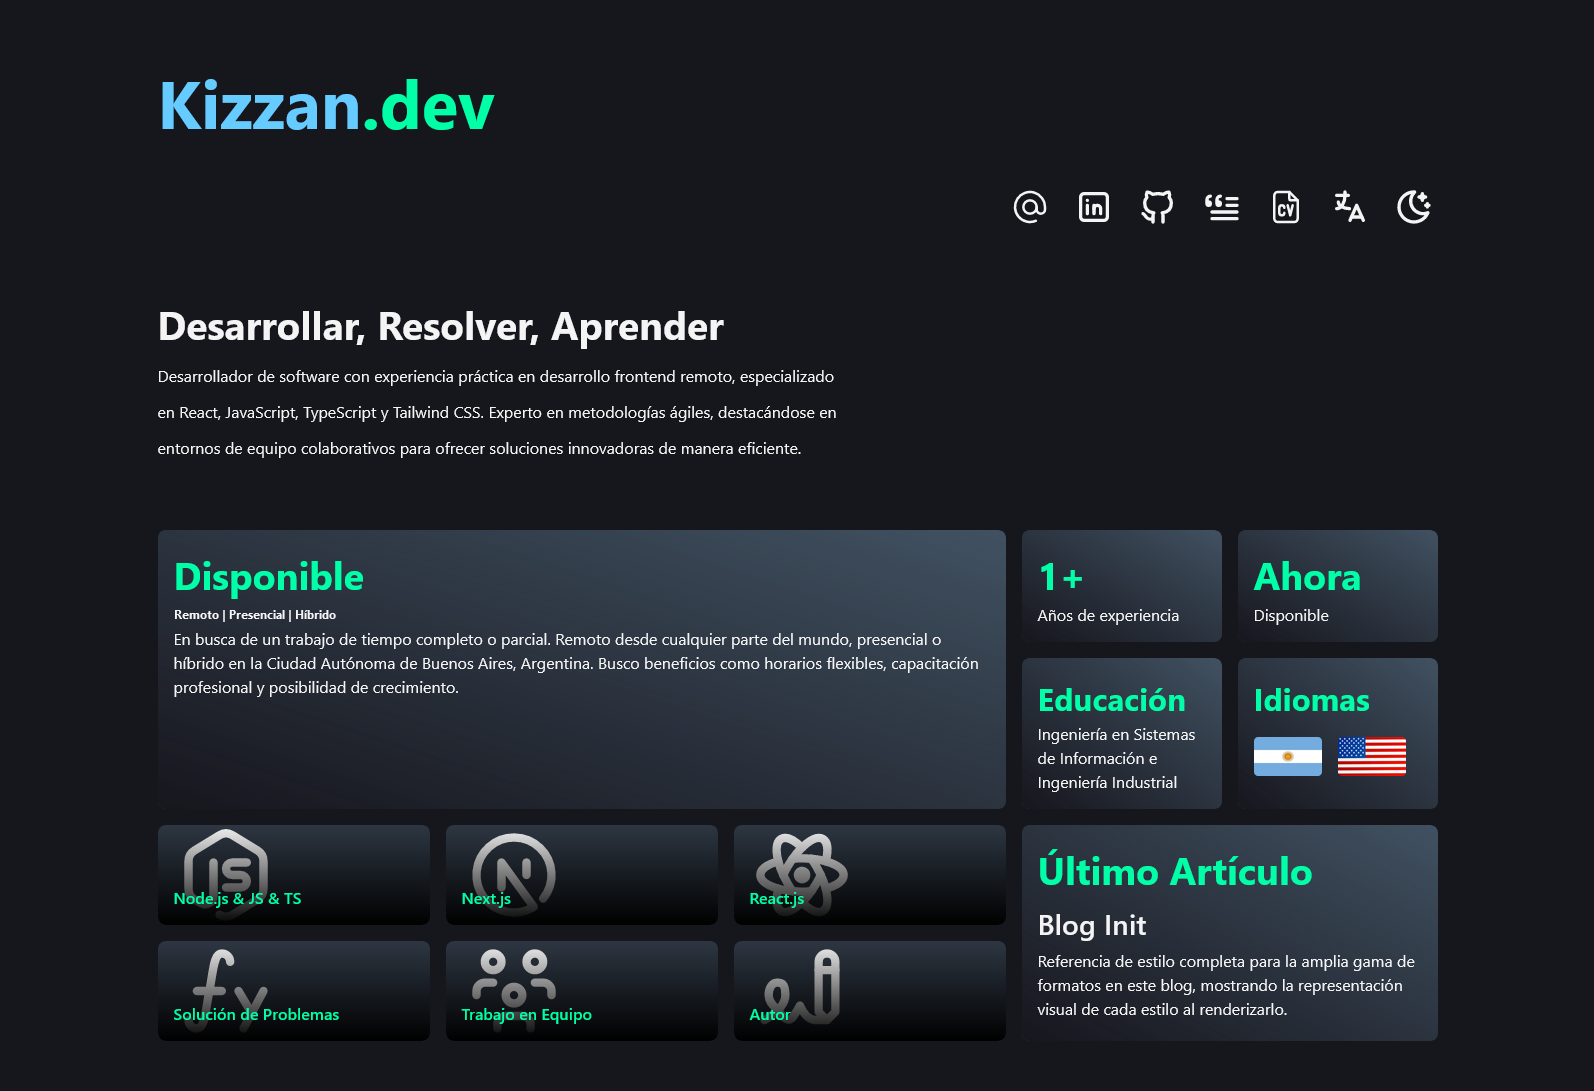 Kizzan.dev
CV
Desarrollar, Resolver, Aprender
Desarrollador de software con experiencia práctica en desarrollo frontend remoto, especializado
en React, JavaScript, TypeScript y Tailwind CSS. Experto en metodologías ágiles, destacándose en
entornos de equipo colaborativos para ofrecer soluciones innovadoras de manera eficiente.
Disponible
Remoto | Presencial | Híbrido
En busca de un trabajo de tiempo completo o parcial. Remoto desde cualquier parte del mundo, presencial o
híbrido en la Ciudad Autónoma de Buenos Aires, Argentina. Busco beneficios como horarios flexibles, capacitación
profesional y posibilidad de crecimiento.
1+
Años de experiencia
Ahora
Disponible
Educación
Ingeniería en Sistemas
de Información e
Ingeniería Industrial
Idiomas
Node.js & JS & TS
Next.js
React.js
Solución de Problemas
Trabajo en Equipo
Autor
Último Artículo
Blog Init
Referencia de estilo completa para la amplia gama de
formatos en este blog, mostrando la representación
visual de cada estilo al renderizarlo.